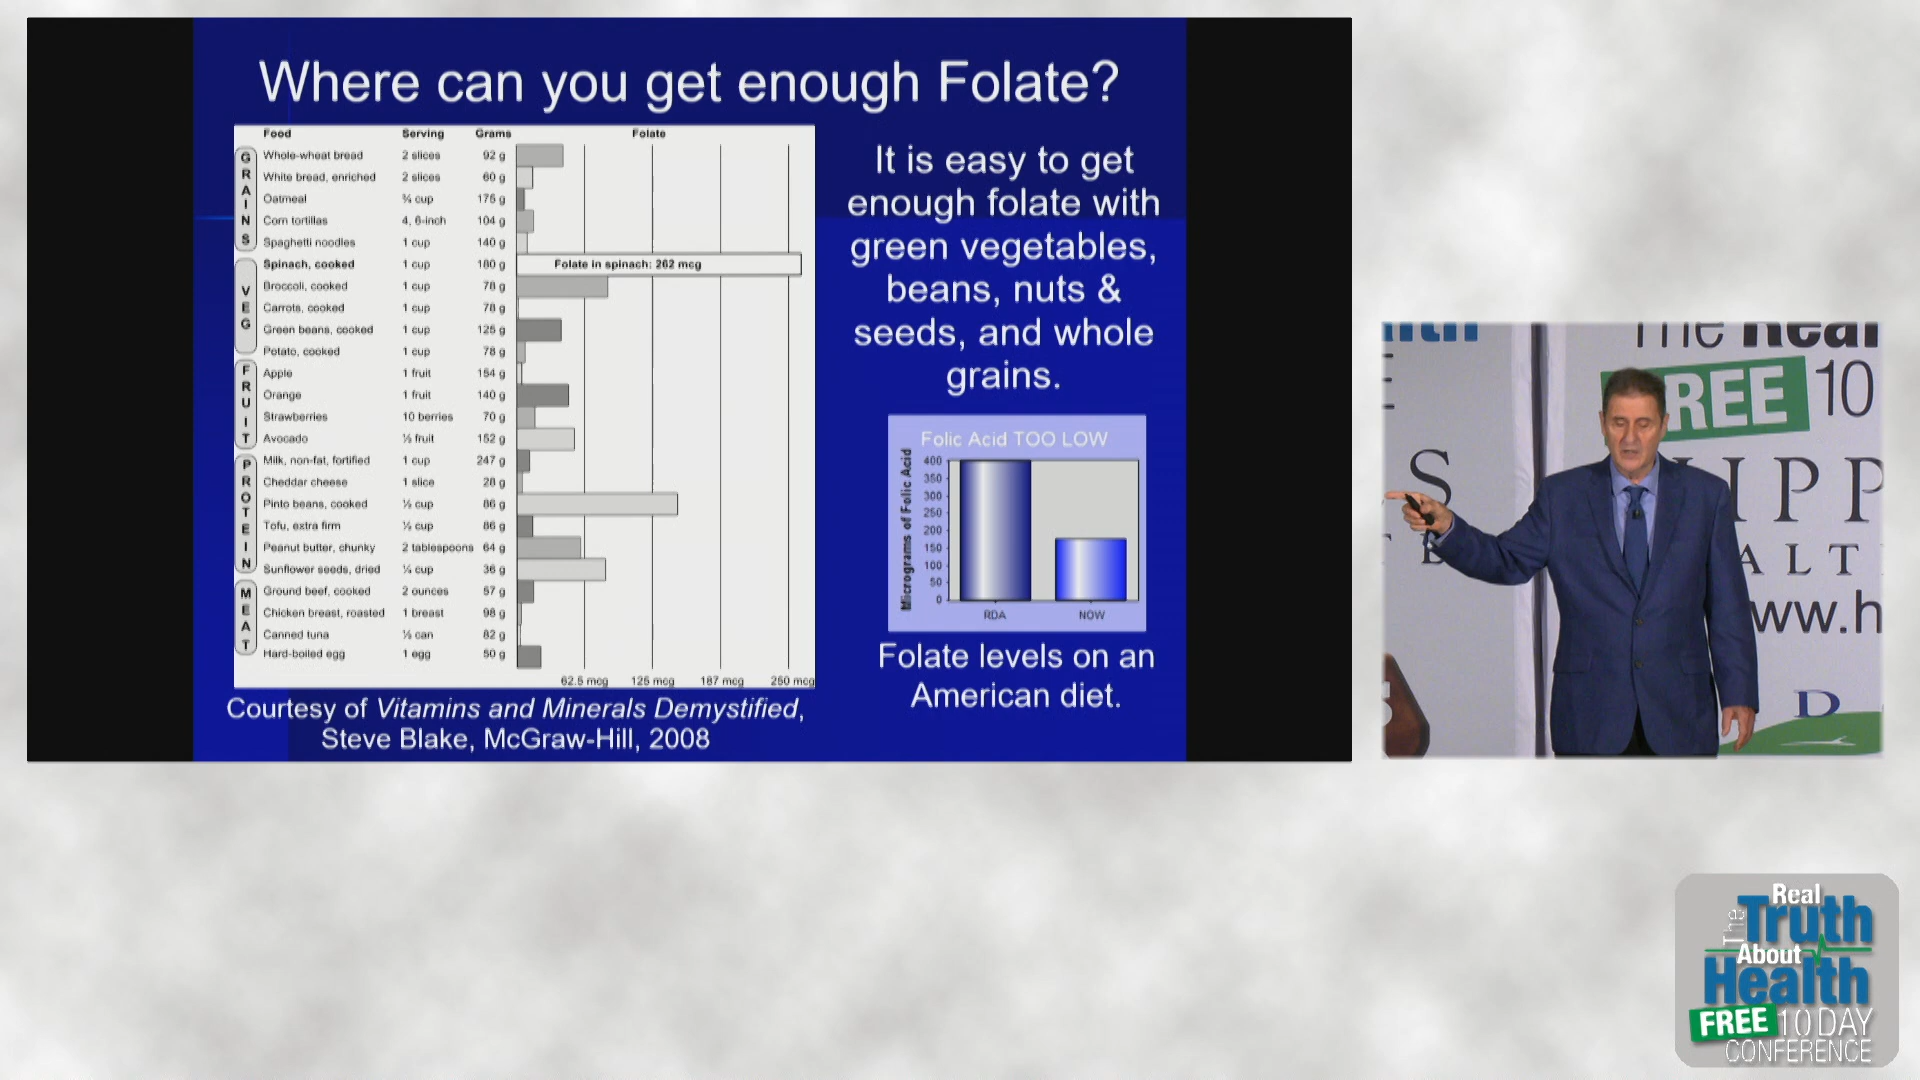 Where can you get enough Folate?
Food Serving Grams Folate
GRAINS
Whole-wheat bread 2 slices 92 g
White bread, enriched 2 slices 60 g
Oatmeal ¾ cup 175 g
Corn tortillas 4, 6-inch 104 g
Spaghetti noodles 1 cup 140 g
VEG
Spinach, cooked 1 cup 180 g Folate in spinach: 262 mcg
Broccoli, cooked 1 cup 78 g
Carrots, cooked 1 cup 78 g
Green beans, cooked 1 cup 125 g
Potato, cooked 1 cup 78 g
FRUIT
Apple 1 fruit 154 g
Orange 1 fruit 140 g
Strawberries 10 berries 70 g
Avocado ½ fruit 152 g
PROTEIN
Milk, non-fat, fortified 1 cup 247 g
Cheddar cheese 1 slice 28 g
Pinto beans, cooked ½ cup 86 g
Tofu, extra firm ½ cup 86 g
Peanut butter, chunky 2 tablespoons 64 g
Sunflower seeds, dried ¼ cup 36 g
MEAT
Ground beef, cooked 2 ounces 57 g
Chicken breast, roasted 1 breast 98 g
Canned tuna ½ can 82 g
Hard-boiled egg 1 egg 50 g
62.5 mcg 125 mcg 187 mcg 250 mcg
Courtesy of Vitamins and Minerals Demystified,
Steve Blake, McGraw-Hill, 2008
It is easy to get
enough folate with
green vegetables,
beans, nuts &
seeds, and whole
grains.
Folic Acid TOO LOW
Micrograms of Folic Acid
400
350
300
250
200
150
100
50
0
RDA NOW
Folate levels on an
American diet.
The Real
FREE 10
S
IPP
ALT
ww.h
D
The Real
Truth
About
Health
FREE 10 DAY
CONFERENCE